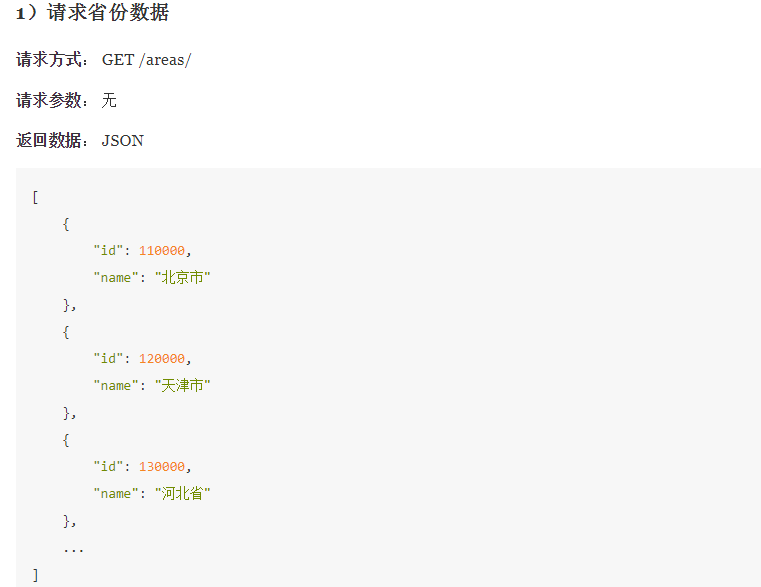 1）请求省份数据
请求方式： GET /areas/
请求参数： 无
返回数据： JSON
[
    {
        "id": 110000,
        "name": "北京市"
    },
    {
        "id": 120000,
        "name": "天津市"
    },
    {
        "id": 130000,
        "name": "河北省"
    },
    ...
]